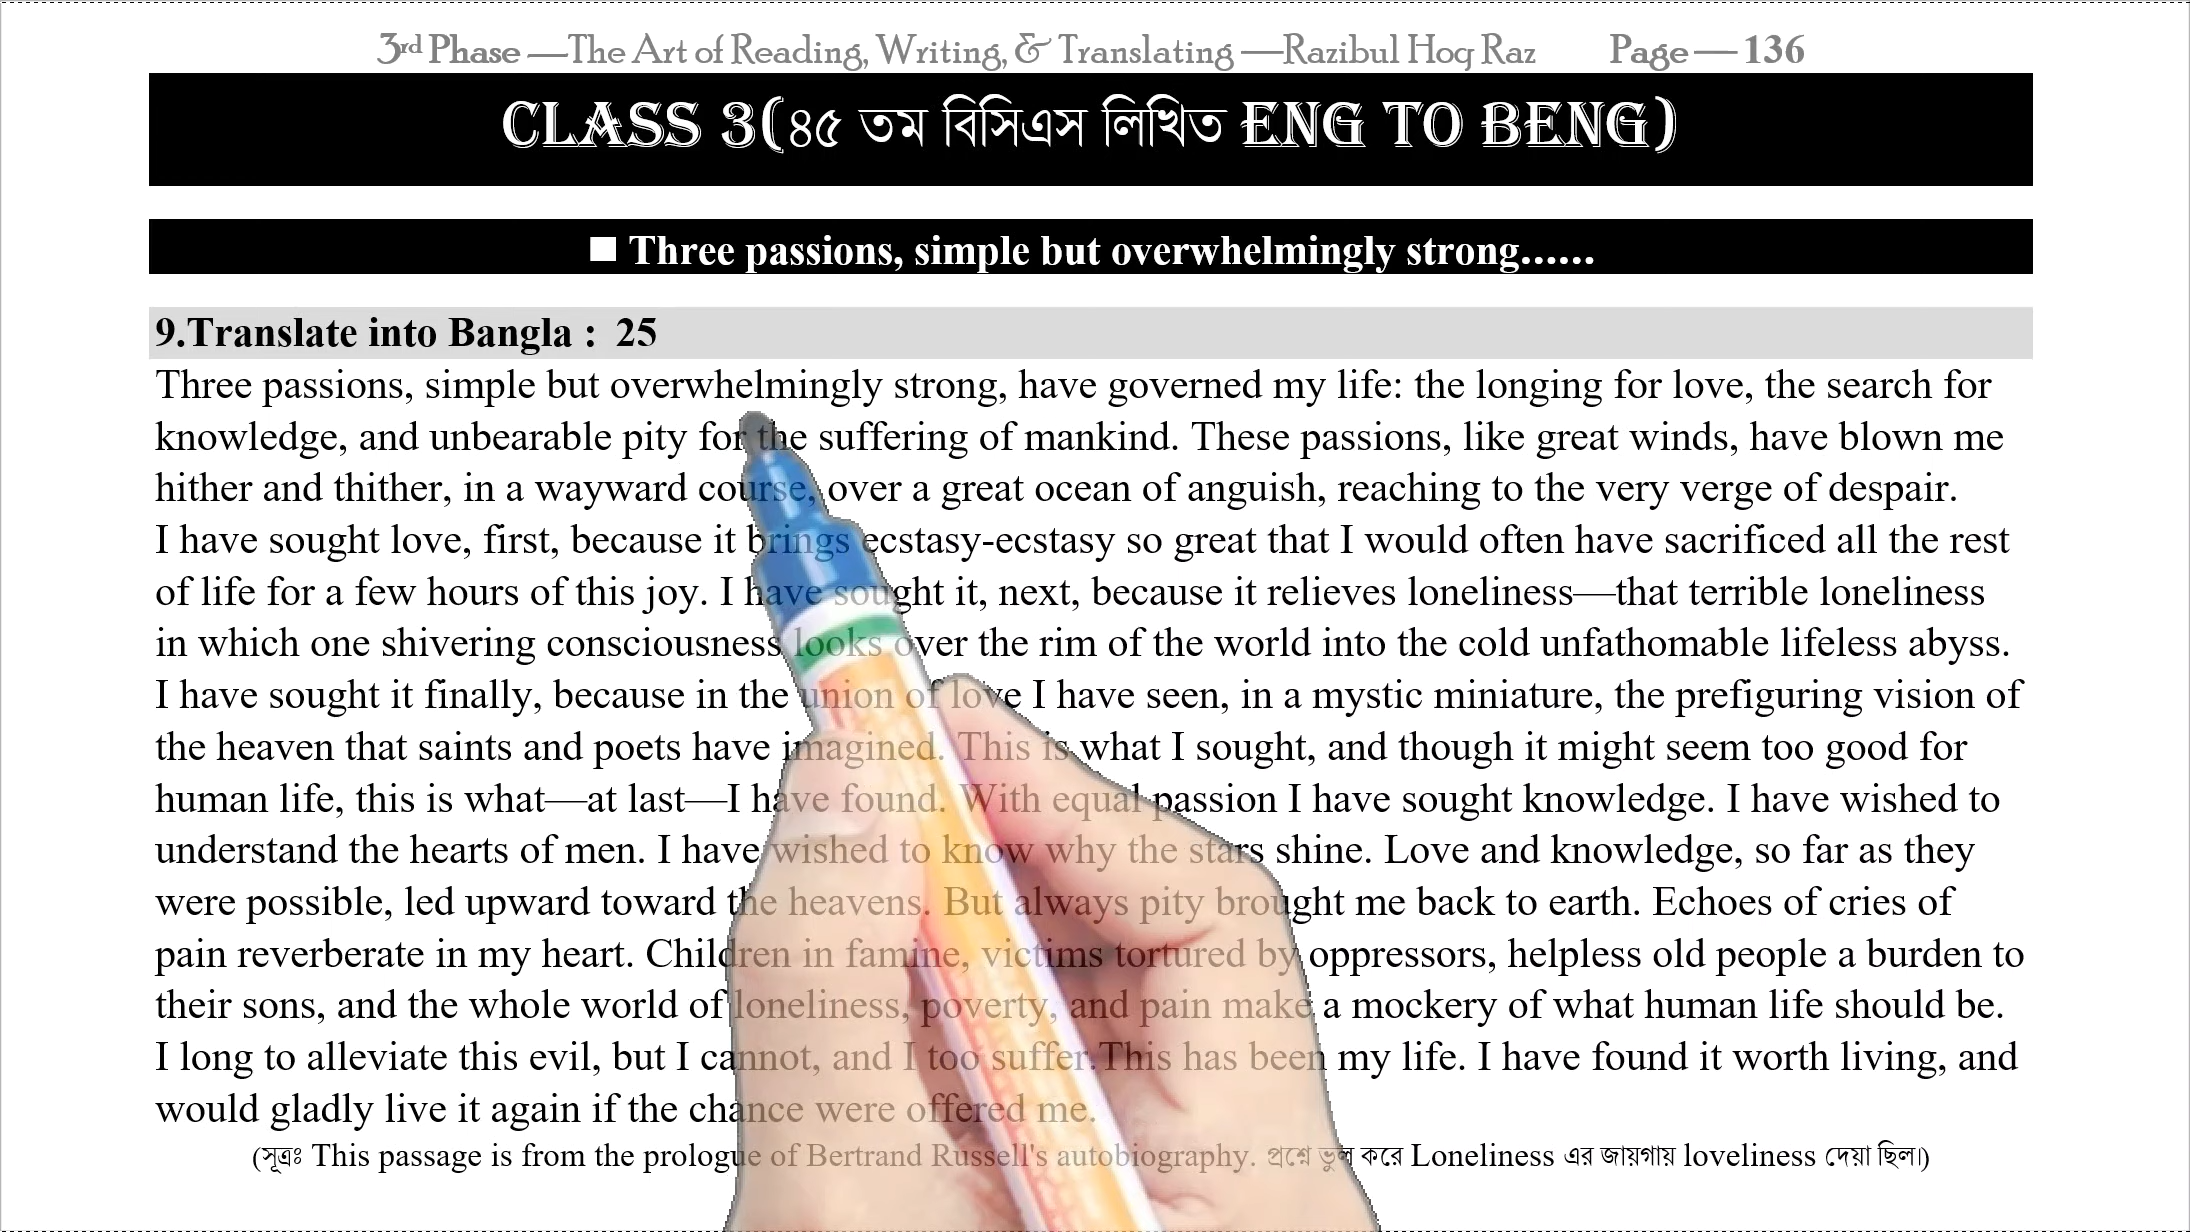 3rd Phase —The Art of Reading, Writing, & Translating —Razibul Hoq Raz Page — 136
CLASS 3(৪৫ তম বিসিএস লিখিত ENG TO BENG)
■ Three passions, simple but overwhelmingly strong......
9.Translate into Bangla : 25
Three passions, simple but overwhelmingly strong, have governed my life: the longing for love, the search for
knowledge, and unbearable pity for the suffering of mankind. These passions, like great winds, have blown me
hither and thither, in a wayward course, over a great ocean of anguish, reaching to the very verge of despair.
I have sought love, first, because it brings ecstasy-ecstasy so great that I would often have sacrificed all the rest
of life for a few hours of this joy. I have sought it, next, because it relieves loneliness—that terrible loneliness
in which one shivering consciousness looks over the rim of the world into the cold unfathomable lifeless abyss.
I have sought it finally, because in the union of love I have seen, in a mystic miniature, the prefiguring vision of
the heaven that saints and poets have imagined. This is what I sought, and though it might seem too good for
human life, this is what—at last—I have found. With equal passion I have sought knowledge. I have wished to
understand the hearts of men. I have wished to know why the stars shine. Love and knowledge, so far as they
were possible, led upward toward the heavens. But always pity brought me back to earth. Echoes of cries of
pain reverberate in my heart. Children in famine, victims tortured by oppressors, helpless old people a burden to
their sons, and the whole world of loneliness, poverty, and pain make a mockery of what human life should be.
I long to alleviate this evil, but I cannot, and I too suffer.This has been my life. I have found it worth living, and
would gladly live it again if the chance were offered me.
(সূত্রঃ This passage is from the prologue of Bertrand Russell's autobiography. প্রশ্নে ভুল করে Loneliness এর জায়গায় loveliness দেয়া ছিল।)